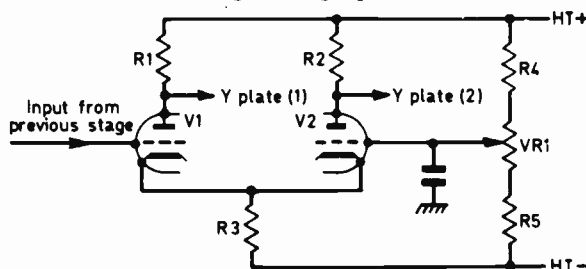 HT+
R1
R2
R4
Y plate (1)
Y plate (2)
Input from
previous stage
V1
V2
VR1
R3
R5
HT-